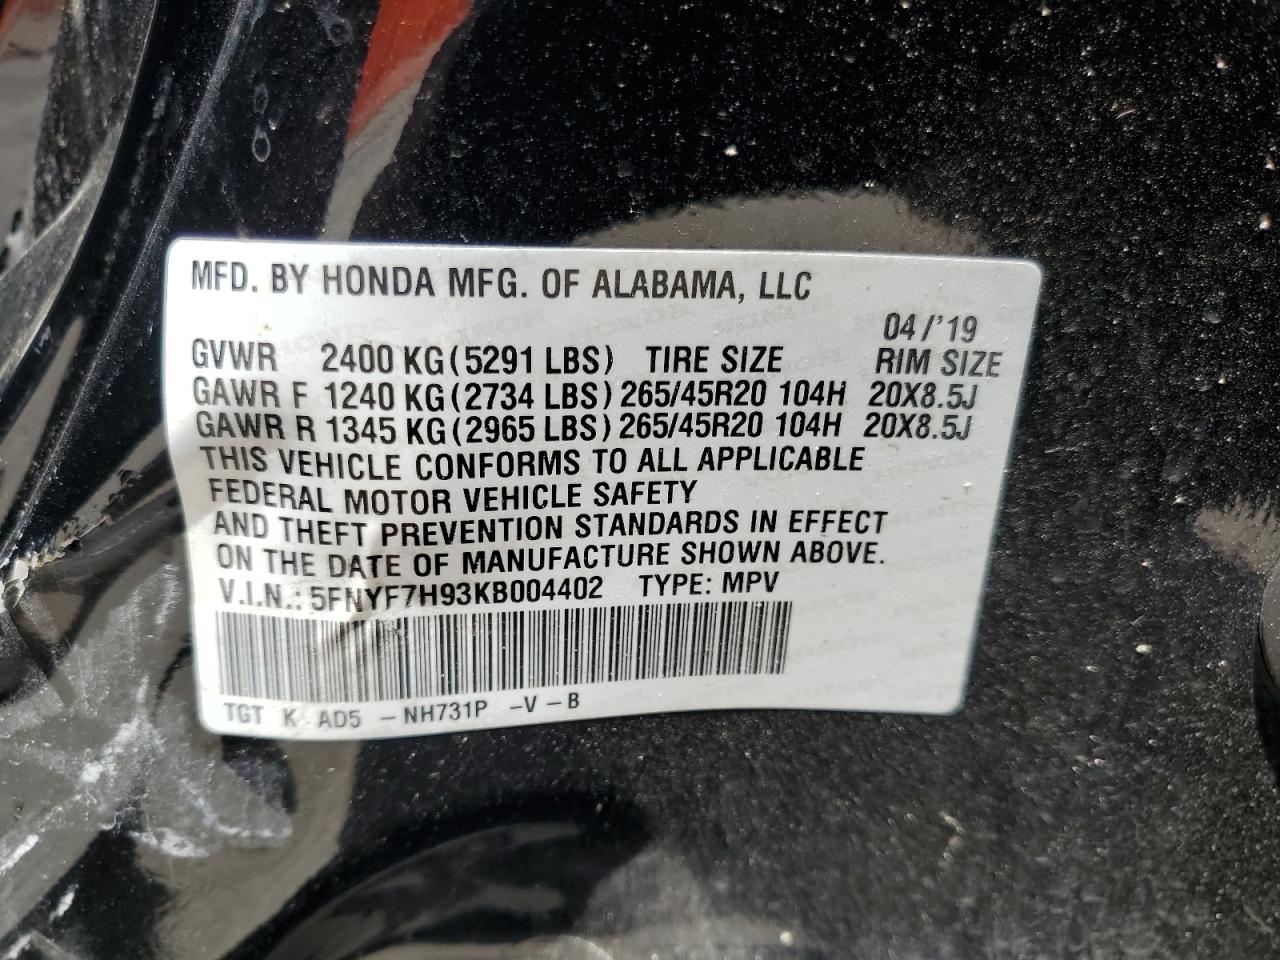 MFD. BY HONDA MFG. OF ALABAMA, LLC
04/'19
GVWR 2400 KG (5291 LBS) TIRE SIZE RIM SIZE
GAWR F 1240 KG (2734 LBS) 265/45R20 104H 20X8.5J
GAWR R 1345 KG (2965 LBS) 265/45R20 104H 20X8.5J
THIS VEHICLE CONFORMS TO ALL APPLICABLE
FEDERAL MOTOR VEHICLE SAFETY
AND THEFT PREVENTION STANDARDS IN EFFECT
ON THE DATE OF MANUFACTURE SHOWN ABOVE.
V.I.N.: 5FNYF7H93KB004402 TYPE: MPV
TGT K AD5 - NH731P - V - B